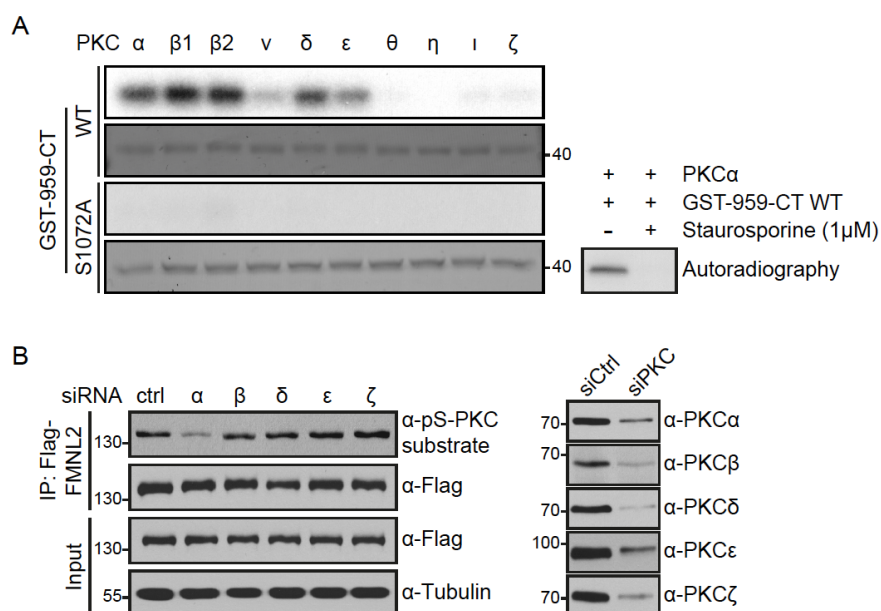 A
PKC α β1 β2 ν δ ε θ η ι ζ
GST-959-CT
WT
S1072A
40
40
+ + PKCα
+ + GST-959-CT WT
- + Staurosporine (1µM)
Autoradiography
B
siRNA ctrl α β δ ε ζ
IP: Flag-
FMNL2
130
α-pS-PKC
substrate
130
α-Flag
Input
130
α-Flag
55
α-Tubulin
siCtrl siPKC
70 α-PKCα
70 α-PKCβ
70 α-PKCδ
100 α-PKCε
70 α-PKCζ